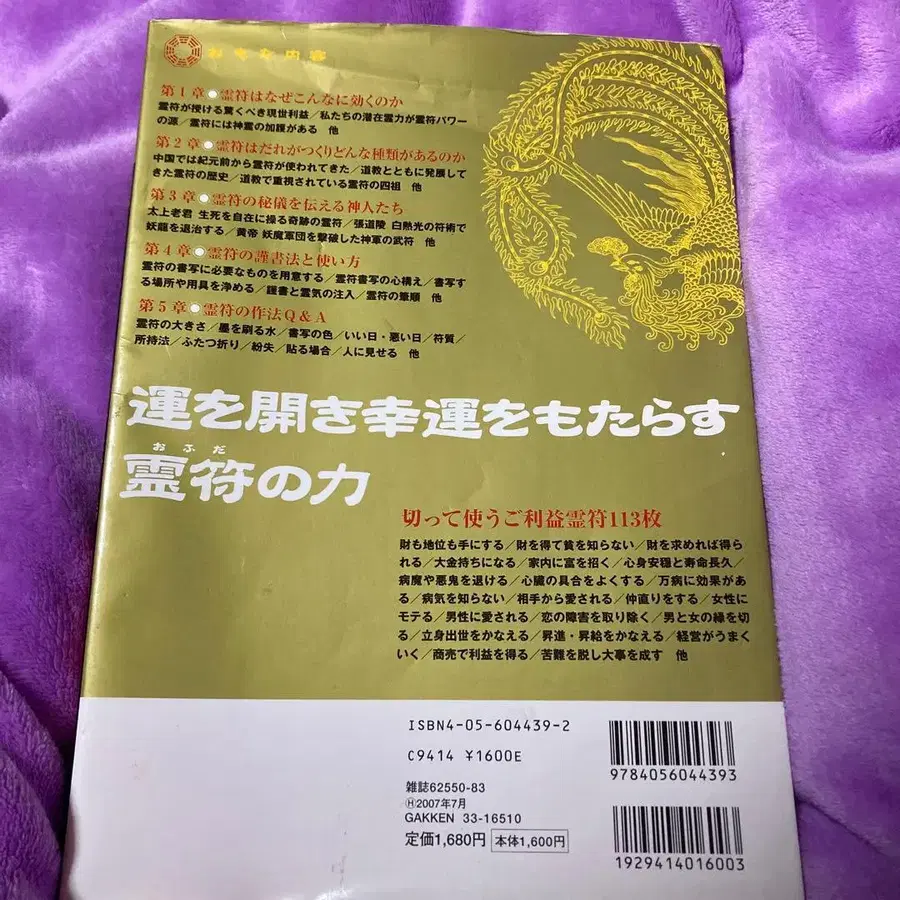 おもな内容
第1章●霊符はなぜこんなに効くのか
霊符が授ける驚くべき現世利益／私たちの潜在霊力が霊符パワー
の源／霊符には神霊の加護がある 他
第2章●霊符はだれがつくりどんな種類があるのか
中国では紀元前から霊符が使われてきた／道教とともに発展して
きた霊符の歴史／道教で重視されている霊符の四祖 他
第3章●霊符の秘儀を伝える神人たち
太上老君 生死を自在に操る奇跡の霊符／張道陵 白熱光の符術で
妖龍を退治する／黄帝 妖魔軍団を撃破した神軍の武符 他
第4章●霊符の謹書法と使い方
霊符の書写に必要なものを用意する／霊符書写の心構え／書写す
る場所や用具を浄める／謹書と霊気の注入／霊符の筆順 他
第5章●霊符の作法Q&A
霊符の大きさ／墨を刷る水／書写の色／いい日・悪い日／符質／
所持法／ふたつ折り／紛失／貼る場合／人に見せる 他
運を開き幸運をもたらす
おふだ
霊符の力
切って使うご利益霊符113枚
財も地位も手にする／財を得て貧を知らない／財を求めれば得ら
れる／大金持ちになる／家内に富を招く／心身安穏と寿命長久／
病魔や悪鬼を退ける／心臓の具合をよくする／万病に効果があ
る／病気を知らない／相手から愛される／仲直りをする／女性に
モテる／男性に愛される／恋の障害を取り除く／男と女の縁を切
る／立身出世をかなえる／昇進・昇給をかなえる／経営がうまく
いく／商売で利益を得る／苦難を脱し大事を成す 他
ISBN4-05-604439-2
C9414 ¥1600E
9784056044393
雑誌62550-83
Ⓗ2007年7月
GAKKEN 33-16510
定価1,680円 本体1,600円
1929414016003